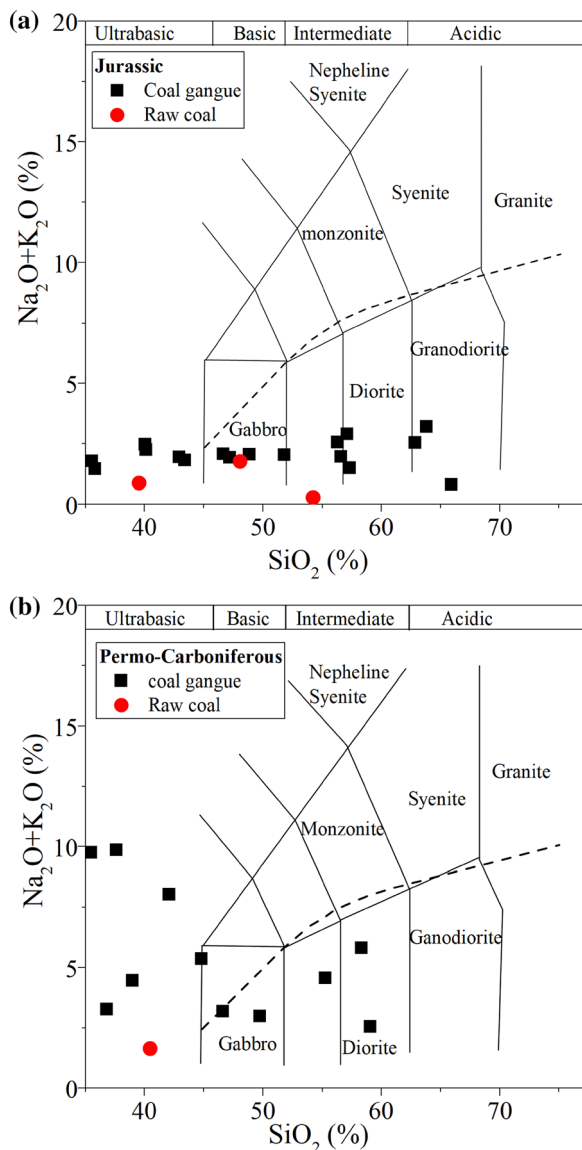 (a)
20
15
10
5
0
Na₂O+K₂O (%)
Ultrabasic Basic Intermediate Acidic
Jurassic
Coal gangue
Raw coal
Nepheline
Syenite
Syenite
Granite
monzonite
Granodiorite
Diorite
Gabbro
40 50 60 70
SiO₂ (%)
(b)
20
15
10
5
0
Na₂O+K₂O (%)
Ultrabasic Basic Intermediate Acidic
Permo-Carboniferous
coal gangue
Raw coal
Nepheline
Syenite
Granite
Syenite
Monzonite
Ganodiorite
Gabbro
Diorite
40 50 60 70
SiO₂ (%)